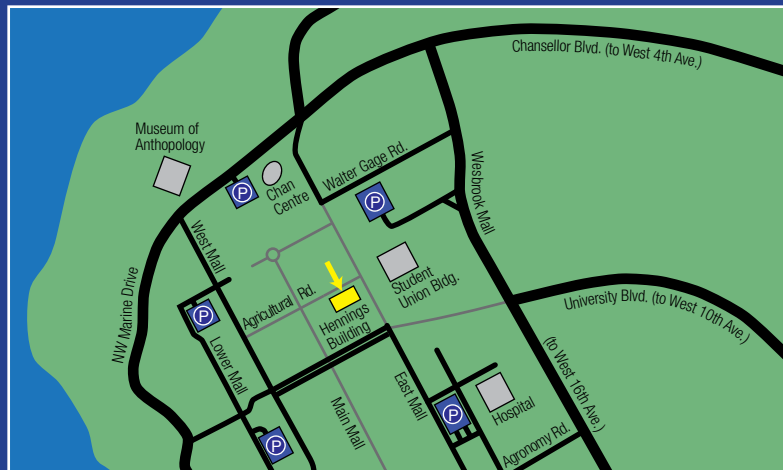 Chansellor Blvd. (to West 4th Ave.)
Museum of
Anthopology
Walter Gage Rd.
Wesbrook Mall
P
Chan
Centre
P
West Mall
Student
Union Bldg.
NW Marine Drive
Agricultural Rd.
Hennings
Building
P
University Blvd. (to West 10th Ave.)
Lower Mall
(to West 16th Ave.)
East Mall
Main Mall
Hospital
P
P
Agronomy Rd.